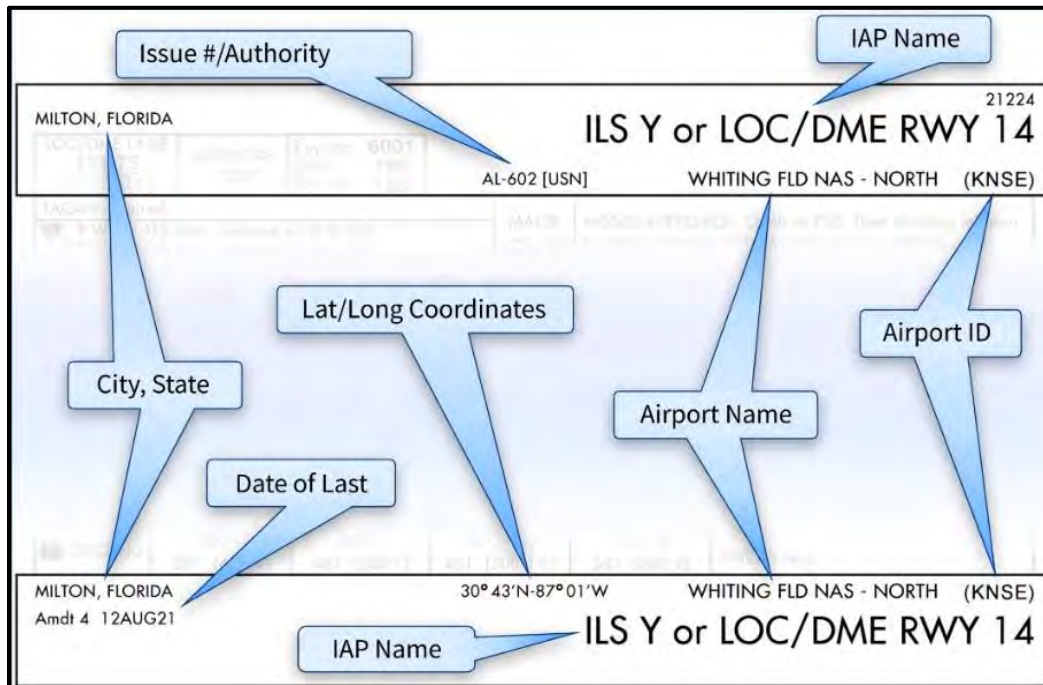 Issue #/Authority
IAP Name
21224
MILTON, FLORIDA
ILS Y or LOC/DME RWY 14
AL-602 [USN]
WHITING FLD NAS - NORTH (KNSE)
6001
Lat/Long Coordinates
Airport ID
City, State
Airport Name
Date of Last
MILTON, FLORIDA
30°43'N-87°01'W
WHITING FLD NAS - NORTH (KNSE)
Amdt 4 12AUG21
ILS Y or LOC/DME RWY 14
IAP Name